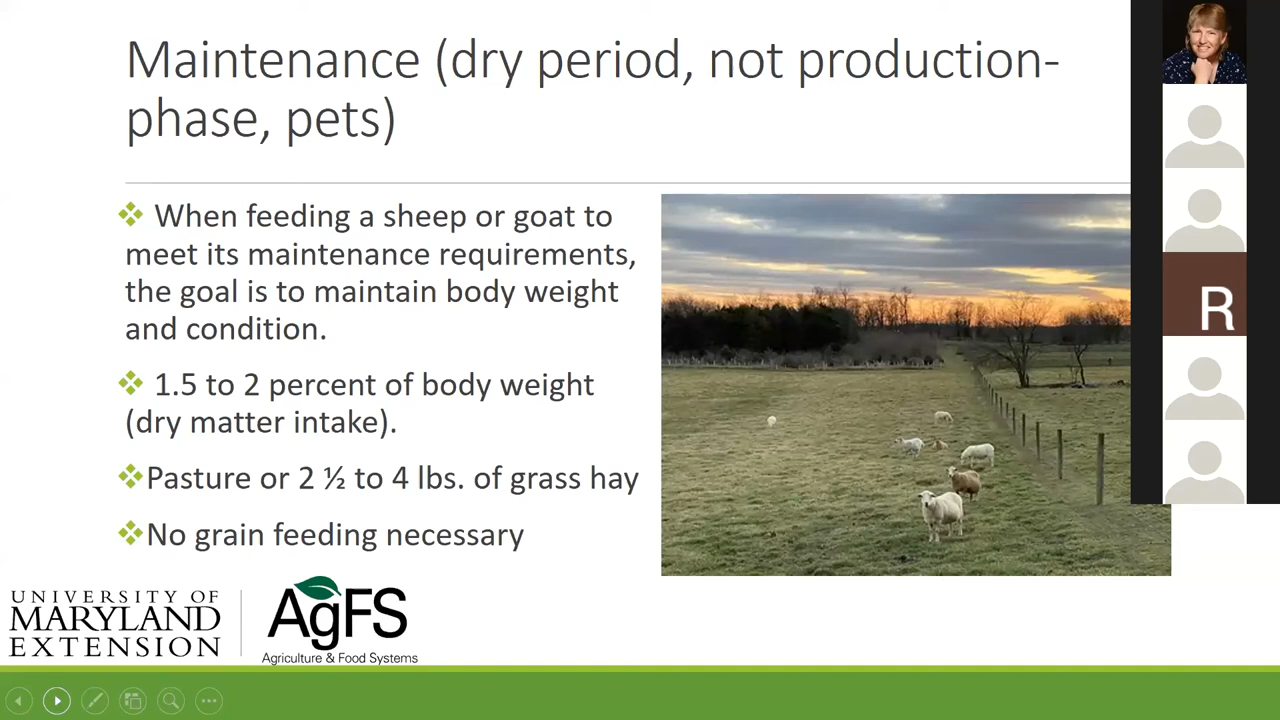 Maintenance (dry period, not production-
phase, pets)
❖ When feeding a sheep or goat to
meet its maintenance requirements,
the goal is to maintain body weight
and condition.
❖ 1.5 to 2 percent of body weight
(dry matter intake).
❖Pasture or 2 ½ to 4 lbs. of grass hay
❖No grain feeding necessary
UNIVERSITY OF
MARYLAND
EXTENSION
AgFS
Agriculture & Food Systems
R